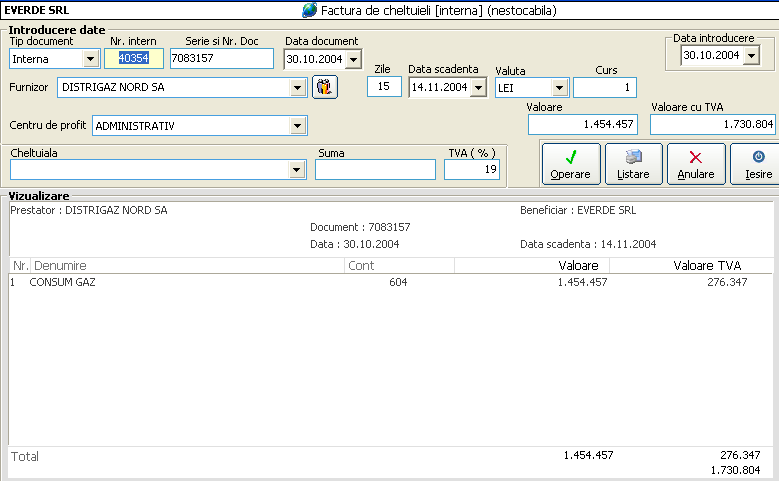 EVERDE SRL Factura de cheltuieli [interna] (nestocabila)
Introducere date
Tip document Nr. intern Serie si Nr. Doc Data document Data introducere
Interna 40354 7083157 30.10.2004 30.10.2004
Zile Data scadenta Valuta Curs
Furnizor DISTRIGAZ NORD SA 15 14.11.2004 LEI 1
Valoare Valoare cu TVA
Centru de profit ADMINISTRATIV 1.454.457 1.730.804
Cheltuiala Suma TVA ( % )
19 Operare Listare Anulare Iesire
Vizualizare
Prestator : DISTRIGAZ NORD SA Beneficiar : EVERDE SRL
Document : 7083157
Data : 30.10.2004 Data scadenta : 14.11.2004
Nr. Denumire Cont Valoare Valoare TVA
1 CONSUM GAZ 604 1.454.457 276.347
Total 1.454.457 276.347
1.730.804